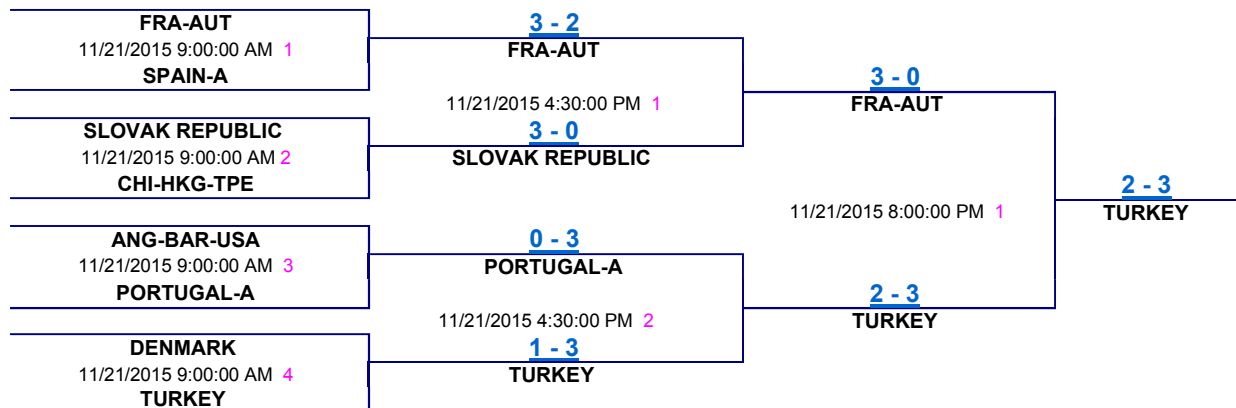 FRA-AUT
11/21/2015 9:00:00 AM 1
SPAIN-A
SLOVAK REPUBLIC
11/21/2015 9:00:00 AM 2
CHI-HKG-TPE
ANG-BAR-USA
11/21/2015 9:00:00 AM 3
PORTUGAL-A
DENMARK
11/21/2015 9:00:00 AM 4
TURKEY
3 - 2
FRA-AUT
11/21/2015 4:30:00 PM 1
3 - 0
SLOVAK REPUBLIC
0 - 3
PORTUGAL-A
11/21/2015 4:30:00 PM 2
1 - 3
TURKEY
3 - 0
FRA-AUT
11/21/2015 8:00:00 PM 1
2 - 3
TURKEY
2 - 3
TURKEY